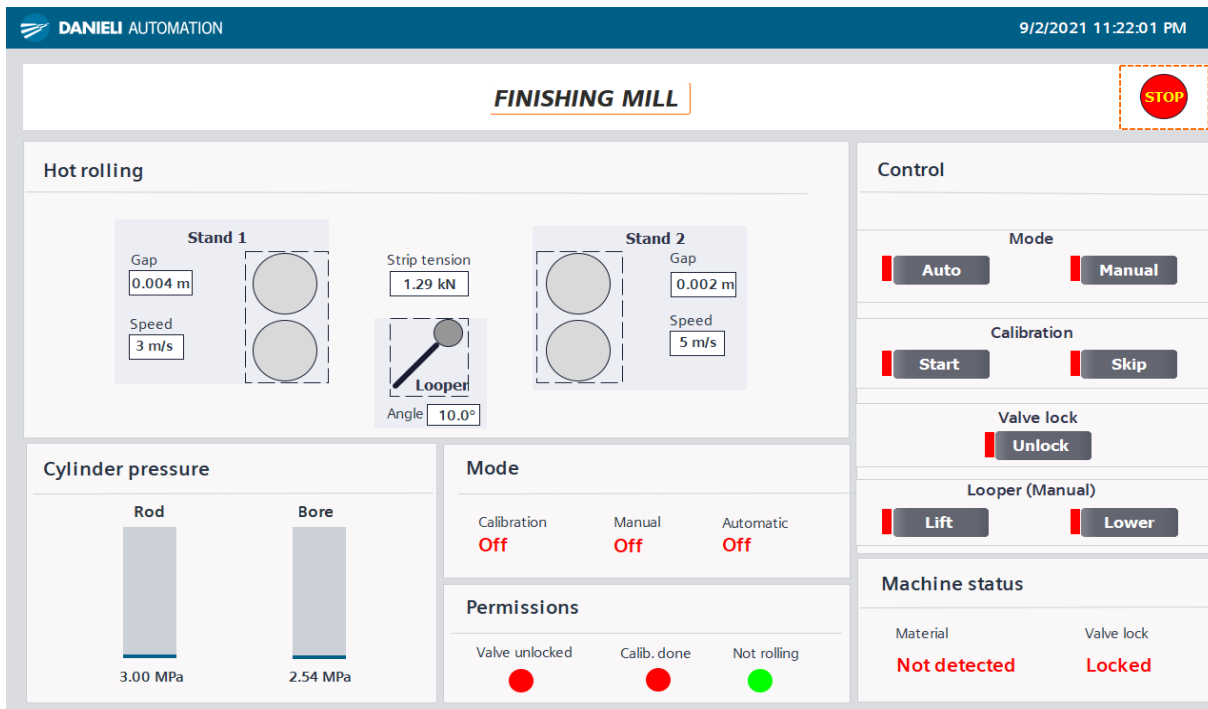 DANIELI AUTOMATION
9/2/2021 11:22:01 PM
FINISHING MILL
STOP
Hot rolling
Stand 1
Gap
0.004 m
Speed
3 m/s
Strip tension
1.29 kN
Looper
Angle 10.0°
Stand 2
Gap
0.002 m
Speed
5 m/s
Control
Mode
Auto Manual
Calibration
Start Skip
Valve lock
Unlock
Looper (Manual)
Lift Lower
Cylinder pressure
Rod Bore
3.00 MPa 2.54 MPa
Mode
Calibration Manual Automatic
Off Off Off
Permissions
Valve unlocked Calib. done Not rolling
Machine status
Material Valve lock
Not detected Locked